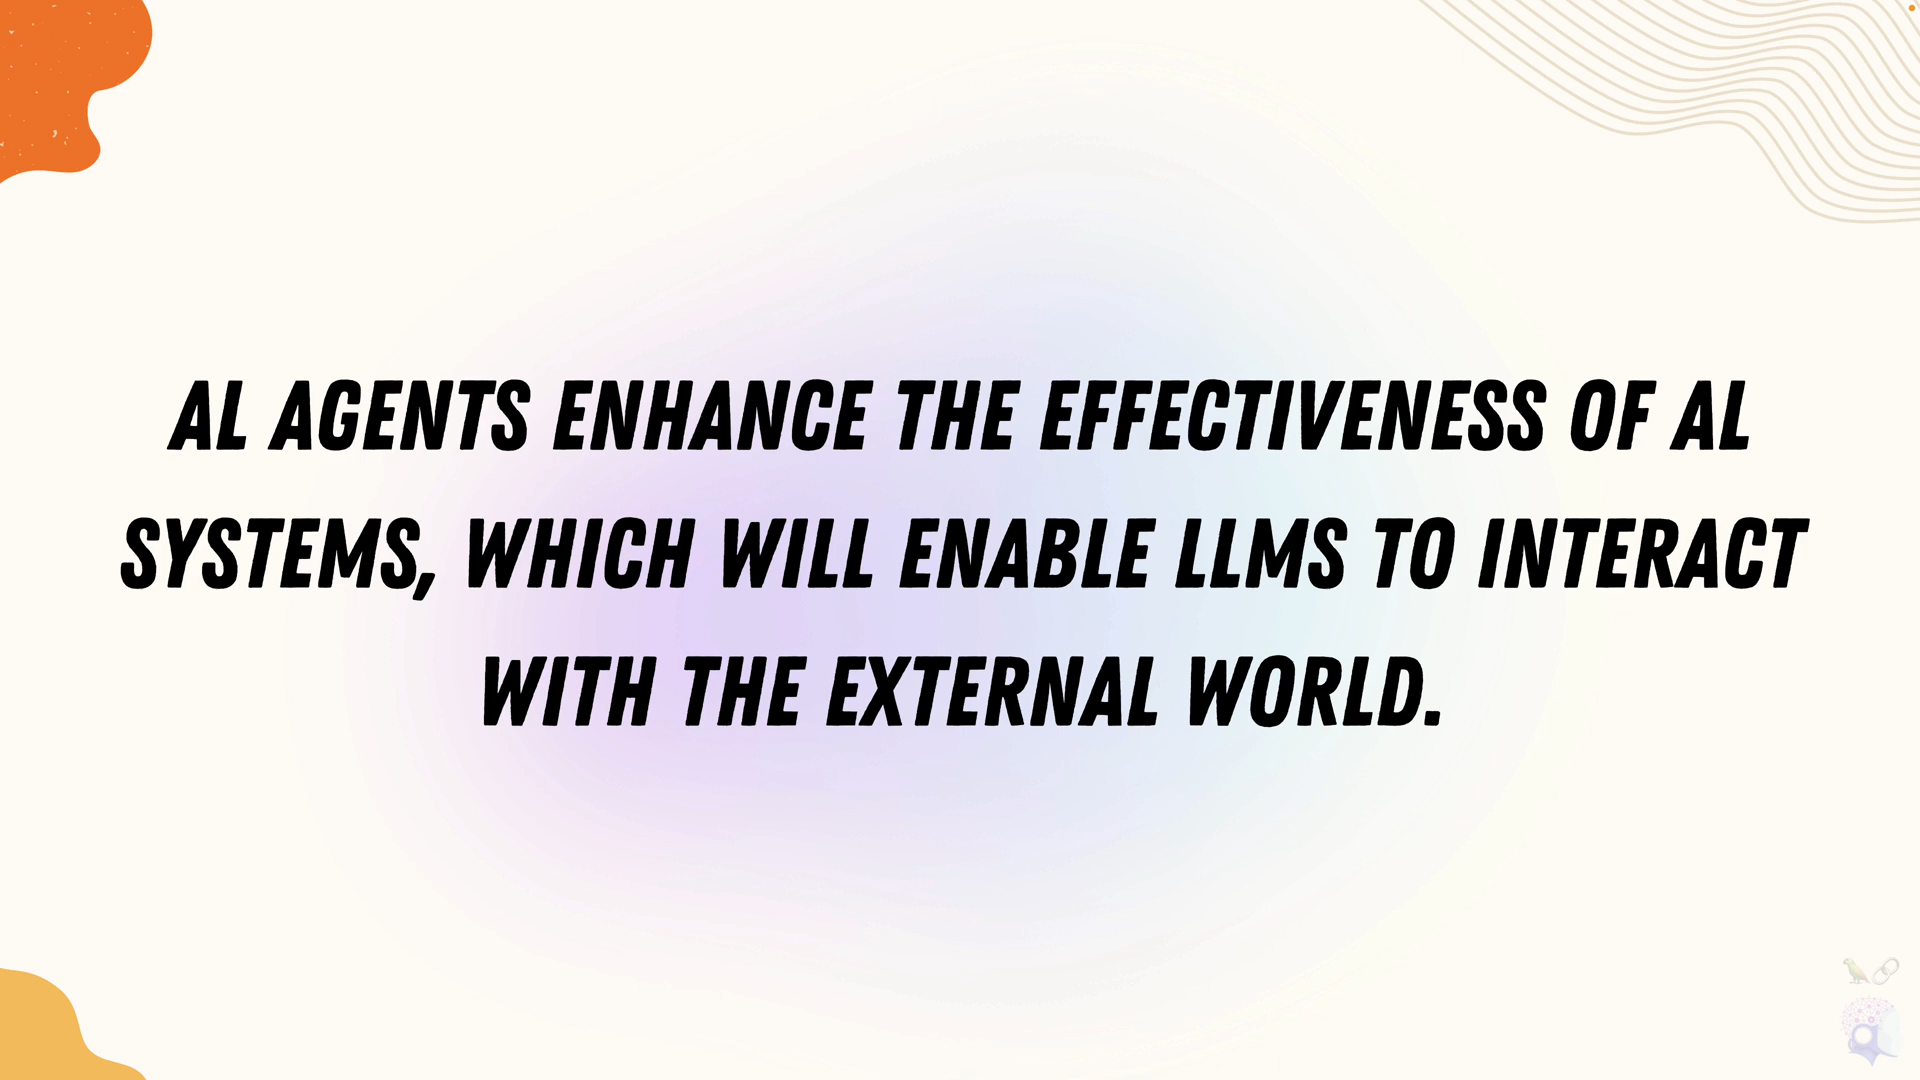 AL AGENTS ENHANCE THE EFFECTIVENESS OF AL
SYSTEMS, WHICH WILL ENABLE LLMS TO INTERACT
WITH THE EXTERNAL WORLD.